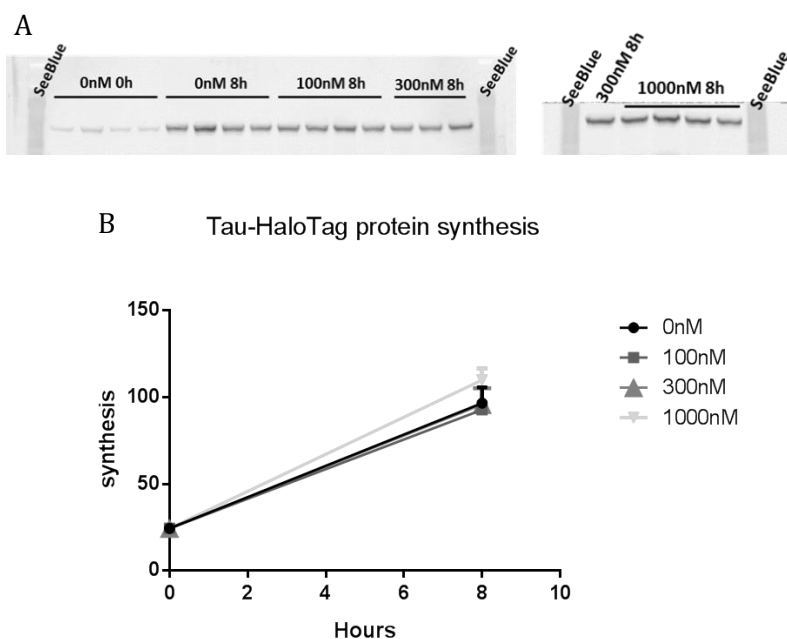 A
SeeBlue
0nM 0h
0nM 8h
100nM 8h
300nM 8h
SeeBlue
SeeBlue
300nM 8h
1000nM 8h
SeeBlue
B
Tau-HaloTag protein synthesis
150
100
50
0
synthesis
0
2
4
6
8
10
Hours
0nM
100nM
300nM
1000nM